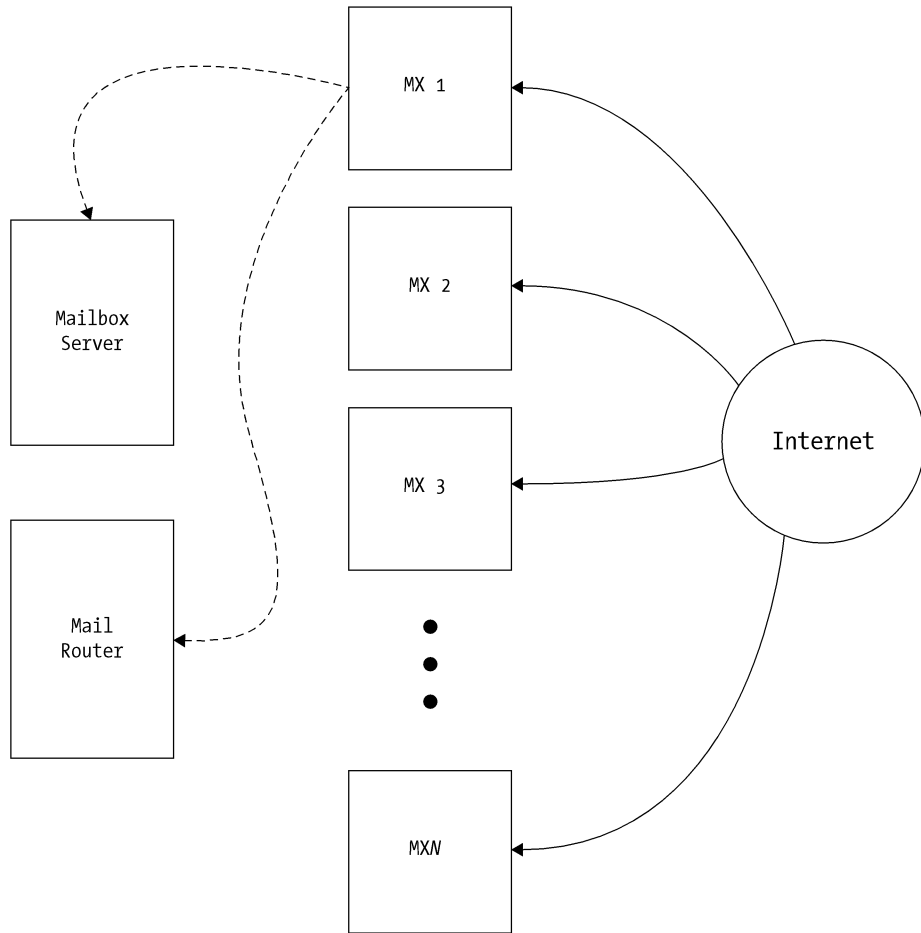 MX 1
MX 2
Mailbox
Server
Internet
MX 3
Mail
Router
MXN